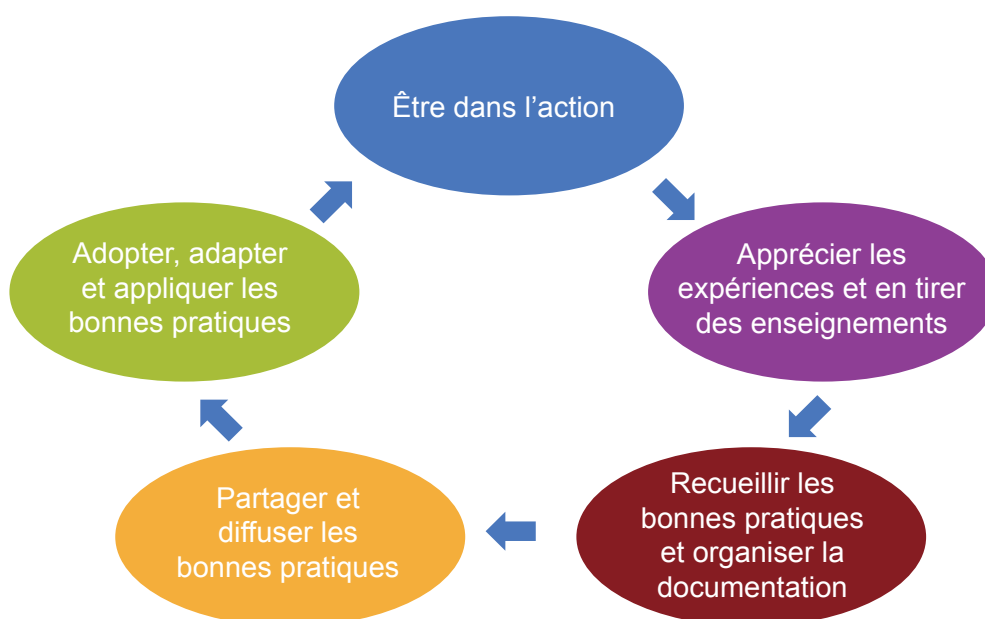 Être dans l’action
Apprécier les
expériences et en tirer
des enseignements
Recueillir les
bonnes pratiques
et organiser la
documentation
Partager et
diffuser les
bonnes pratiques
Adopter, adapter
et appliquer les
bonnes pratiques